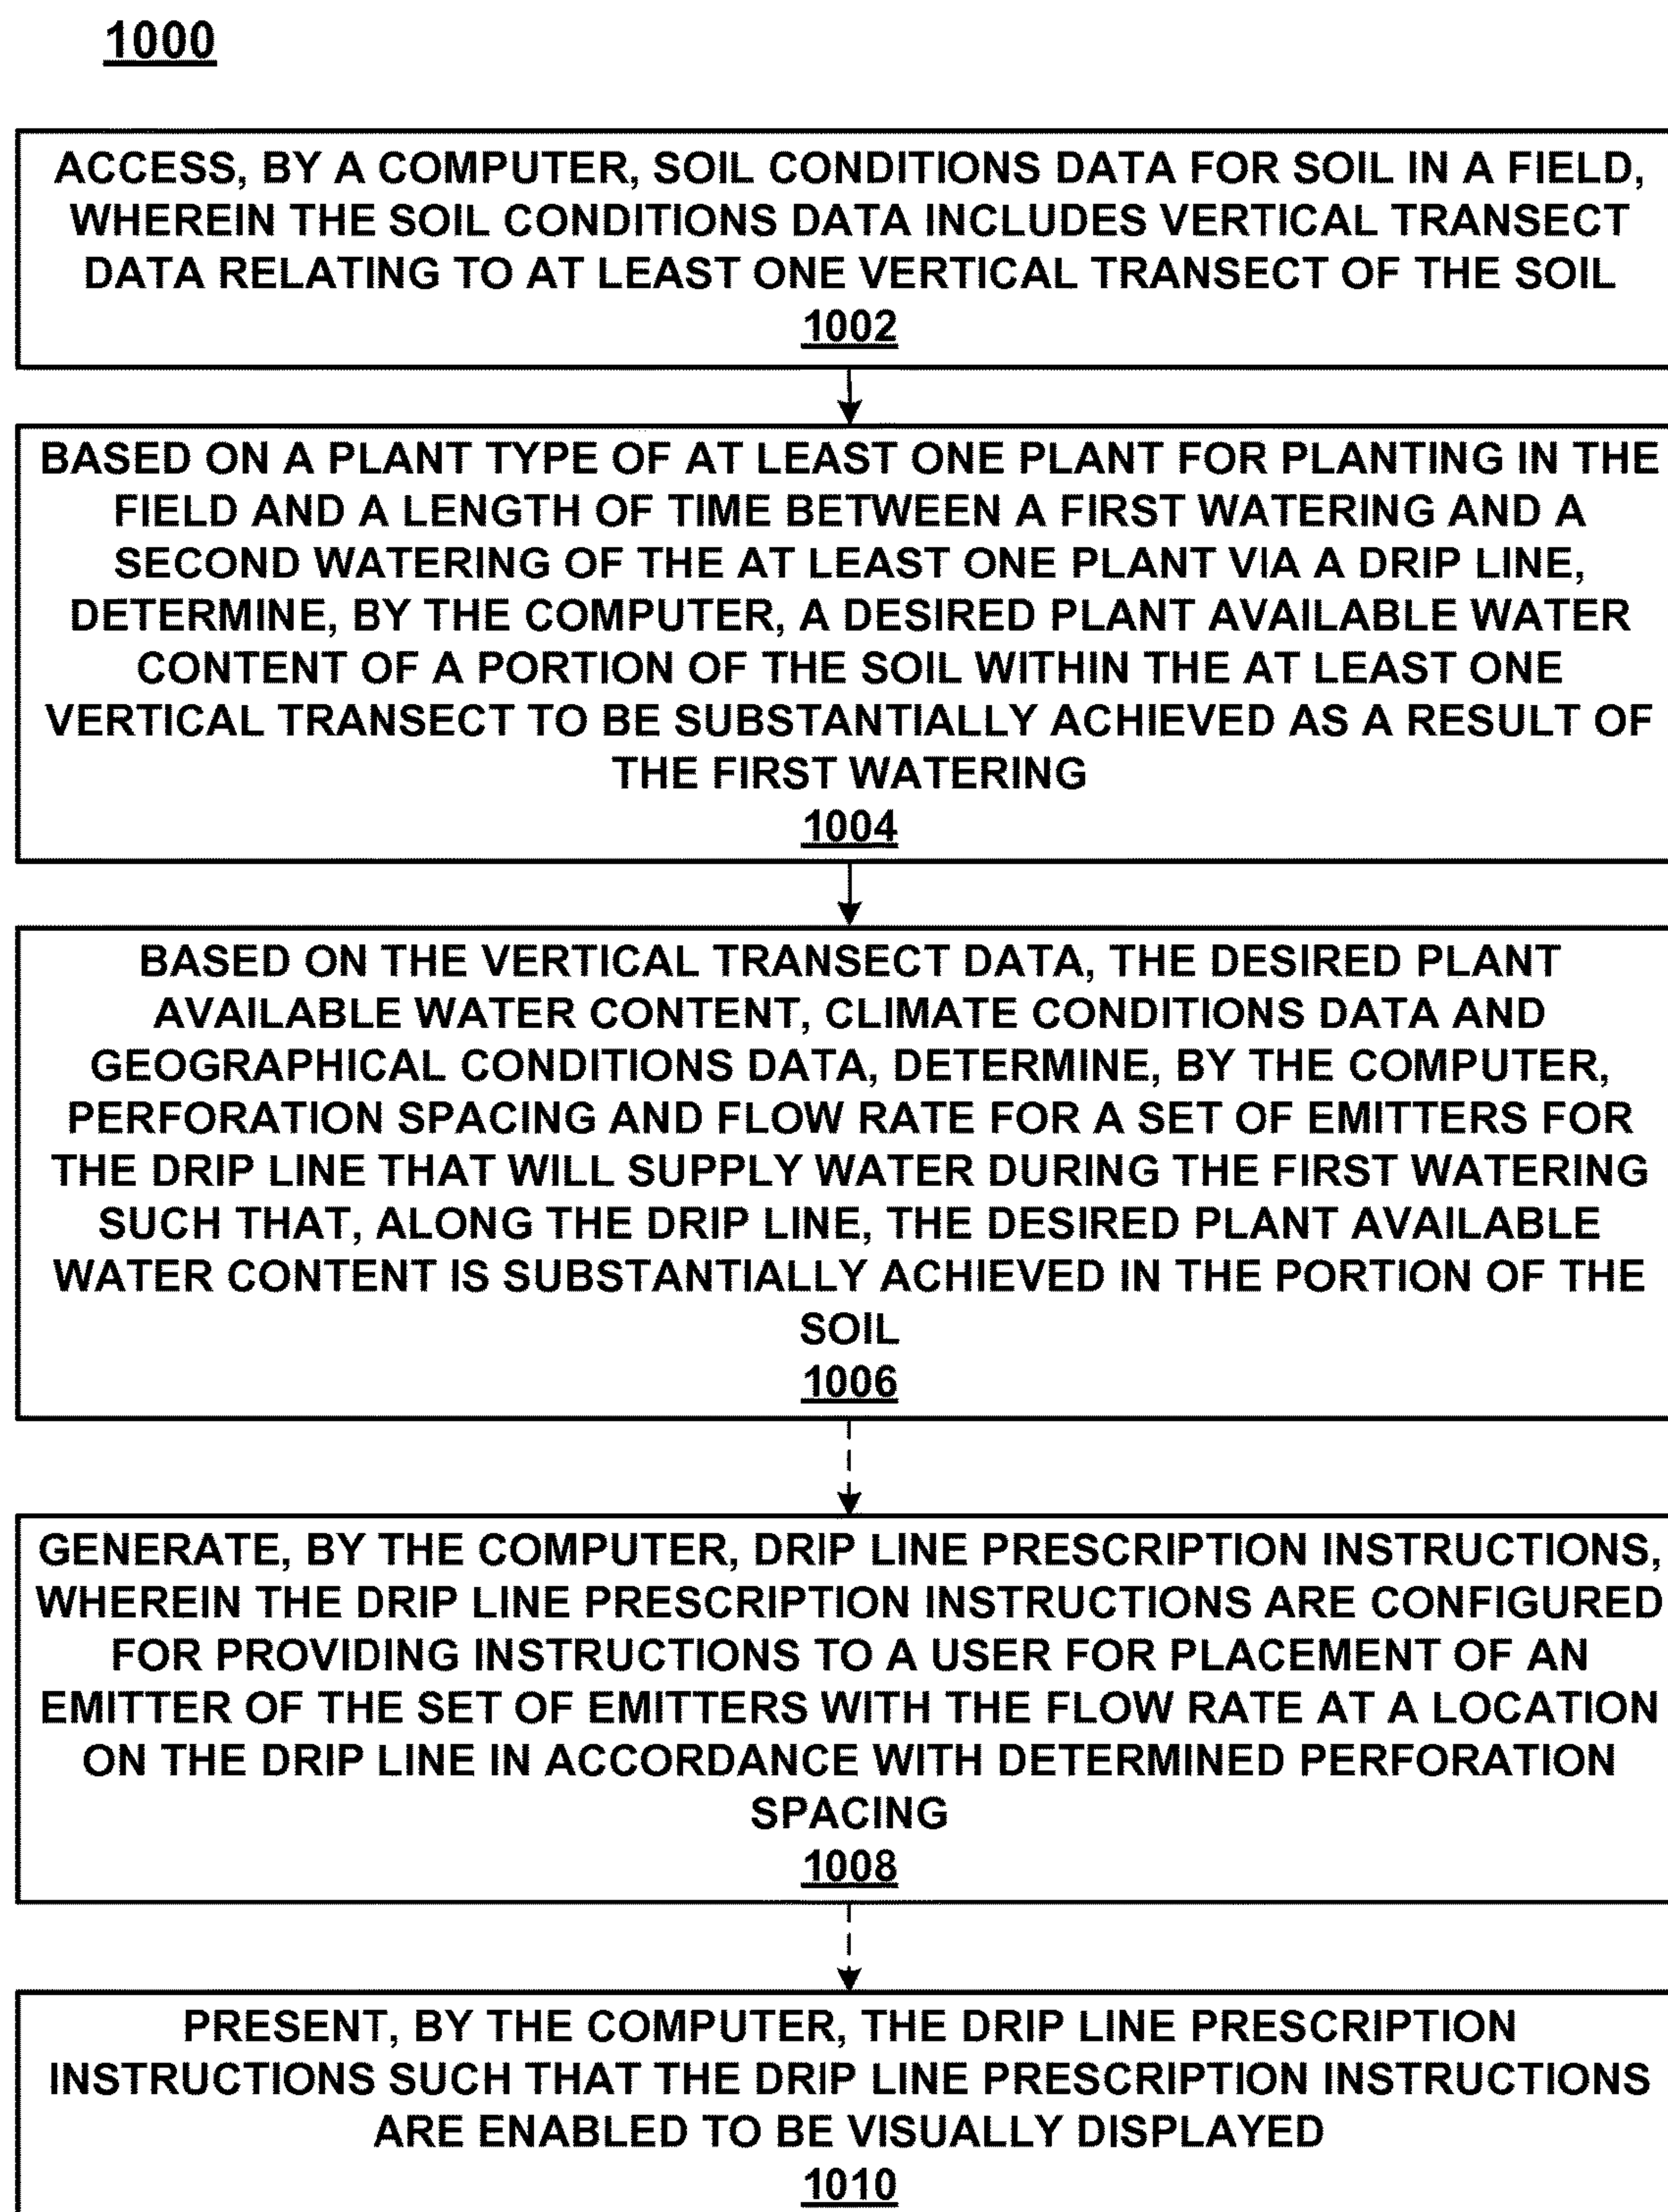 1000
ACCESS, BY A COMPUTER, SOIL CONDITIONS DATA FOR SOIL IN A FIELD,
WHEREIN THE SOIL CONDITIONS DATA INCLUDES VERTICAL TRANSECT
DATA RELATING TO AT LEAST ONE VERTICAL TRANSECT OF THE SOIL
1002
BASED ON A PLANT TYPE OF AT LEAST ONE PLANT FOR PLANTING IN THE
FIELD AND A LENGTH OF TIME BETWEEN A FIRST WATERING AND A
SECOND WATERING OF THE AT LEAST ONE PLANT VIA A DRIP LINE,
DETERMINE, BY THE COMPUTER, A DESIRED PLANT AVAILABLE WATER
CONTENT OF A PORTION OF THE SOIL WITHIN THE AT LEAST ONE
VERTICAL TRANSECT TO BE SUBSTANTIALLY ACHIEVED AS A RESULT OF
THE FIRST WATERING
1004
BASED ON THE VERTICAL TRANSECT DATA, THE DESIRED PLANT
AVAILABLE WATER CONTENT, CLIMATE CONDITIONS DATA AND
GEOGRAPHICAL CONDITIONS DATA, DETERMINE, BY THE COMPUTER,
PERFORATION SPACING AND FLOW RATE FOR A SET OF EMITTERS FOR
THE DRIP LINE THAT WILL SUPPLY WATER DURING THE FIRST WATERING
SUCH THAT, ALONG THE DRIP LINE, THE DESIRED PLANT AVAILABLE
WATER CONTENT IS SUBSTANTIALLY ACHIEVED IN THE PORTION OF THE
SOIL
1006
GENERATE, BY THE COMPUTER, DRIP LINE PRESCRIPTION INSTRUCTIONS,
WHEREIN THE DRIP LINE PRESCRIPTION INSTRUCTIONS ARE CONFIGURED
FOR PROVIDING INSTRUCTIONS TO A USER FOR PLACEMENT OF AN
EMITTER OF THE SET OF EMITTERS WITH THE FLOW RATE AT A LOCATION
ON THE DRIP LINE IN ACCORDANCE WITH DETERMINED PERFORATION
SPACING
1008
PRESENT, BY THE COMPUTER, THE DRIP LINE PRESCRIPTION
INSTRUCTIONS SUCH THAT THE DRIP LINE PRESCRIPTION INSTRUCTIONS
ARE ENABLED TO BE VISUALLY DISPLAYED
1010